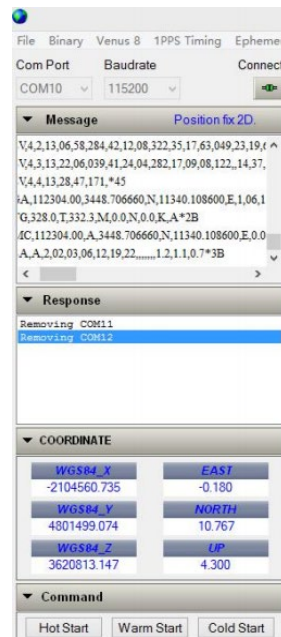 File Binary Venus 8 1PPS Timing Epheme
Com Port Baudrate Connec
COM10 115200
Message Position fix 2D.
V,4,2,13,06,58,284,42,12,08,322,35,17,63,049,23,19,6
V,4,3,13,22,06,039,41,24,04,282,17,09,08,122,,14,37,
V,4,4,13,28,47,171,*45
iA,112304.00,3448.706660,N,11340.108600,E,1,06,1
'G,328.0,T,332.3,M,0.0,N,0.0,K,A*2B
MC,112304.00,A,3448.706660,N,11340.108600,E,0.0
A,A,2,02,03,06,12,19,22,,,,,,,1.2,1.1,0.7*3B
Response
Removing COM11
Removing COM12
COORDINATE
WGS84_X EAST
-2104560.735 -0.180
WGS84_Y NORTH
4801499.074 10.767
WGS84_Z UP
3620813.147 4.300
Command
Hot Start Warm Start Cold Start